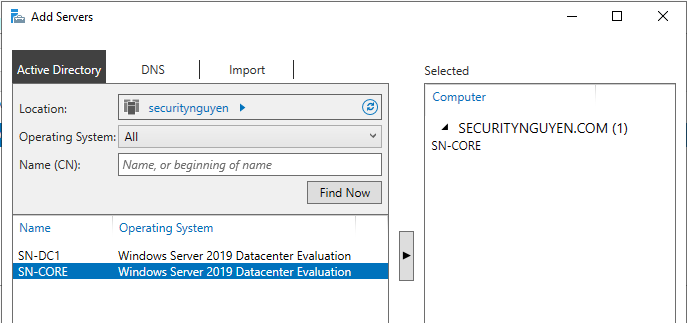 Add Servers
Active Directory DNS Import
Location: securitynguyen
Operating System: All
Name (CN): Name, or beginning of name
Find Now
Name Operating System
SN-DC1 Windows Server 2019 Datacenter Evaluation
SN-CORE Windows Server 2019 Datacenter Evaluation
Selected
Computer
SECURITYNGUYEN.COM (1)
SN-CORE